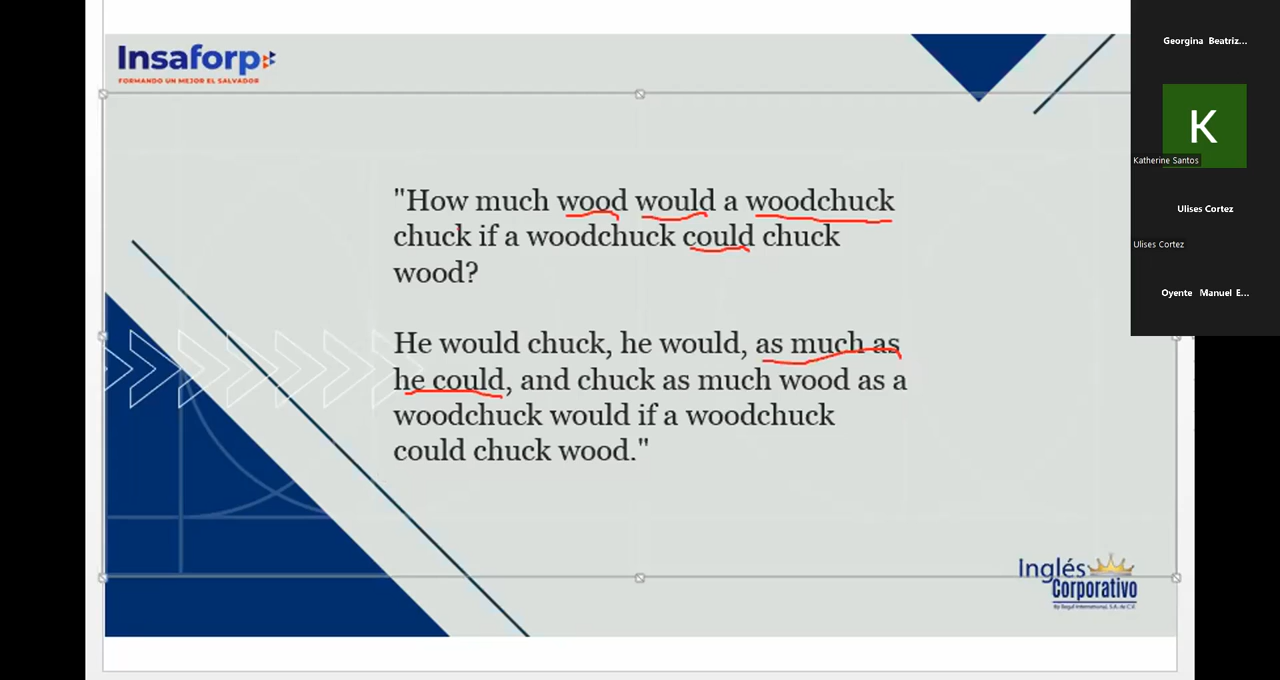 Insaforp
FORMANDO UN MEJOR EL SALVADOR
"How much wood would a woodchuck
chuck if a woodchuck could chuck
wood?
He would chuck, he would, as much as
he could, and chuck as much wood as a
woodchuck would if a woodchuck
could chuck wood."
Inglés
Corporativo
Georgina Beatriz...
K
Katherine Santos
Ulises Cortez
Ulises Cortez
Oyente Manuel E...